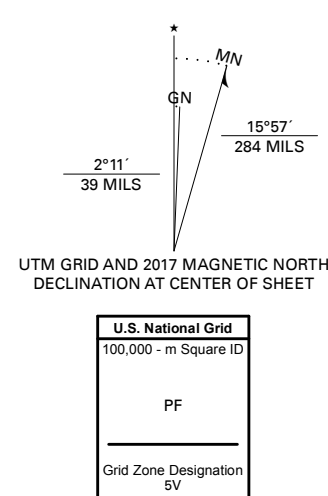 ★
MN
GN
15°57´
284 MILS
2°11´
39 MILS
UTM GRID AND 2017 MAGNETIC NORTH
DECLINATION AT CENTER OF SHEET
U.S. National Grid
100,000 - m Square ID
PF
Grid Zone Designation
5V